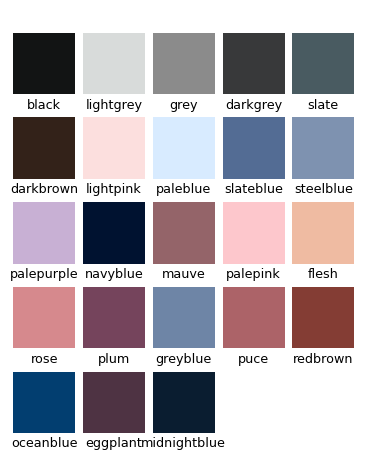 black lightgrey grey darkgrey slate
darkbrown lightpink paleblue slateblue steelblue
palepurple navyblue mauve palepink flesh
rose plum greyblue puce redbrown
oceanblue eggplant midnightblue